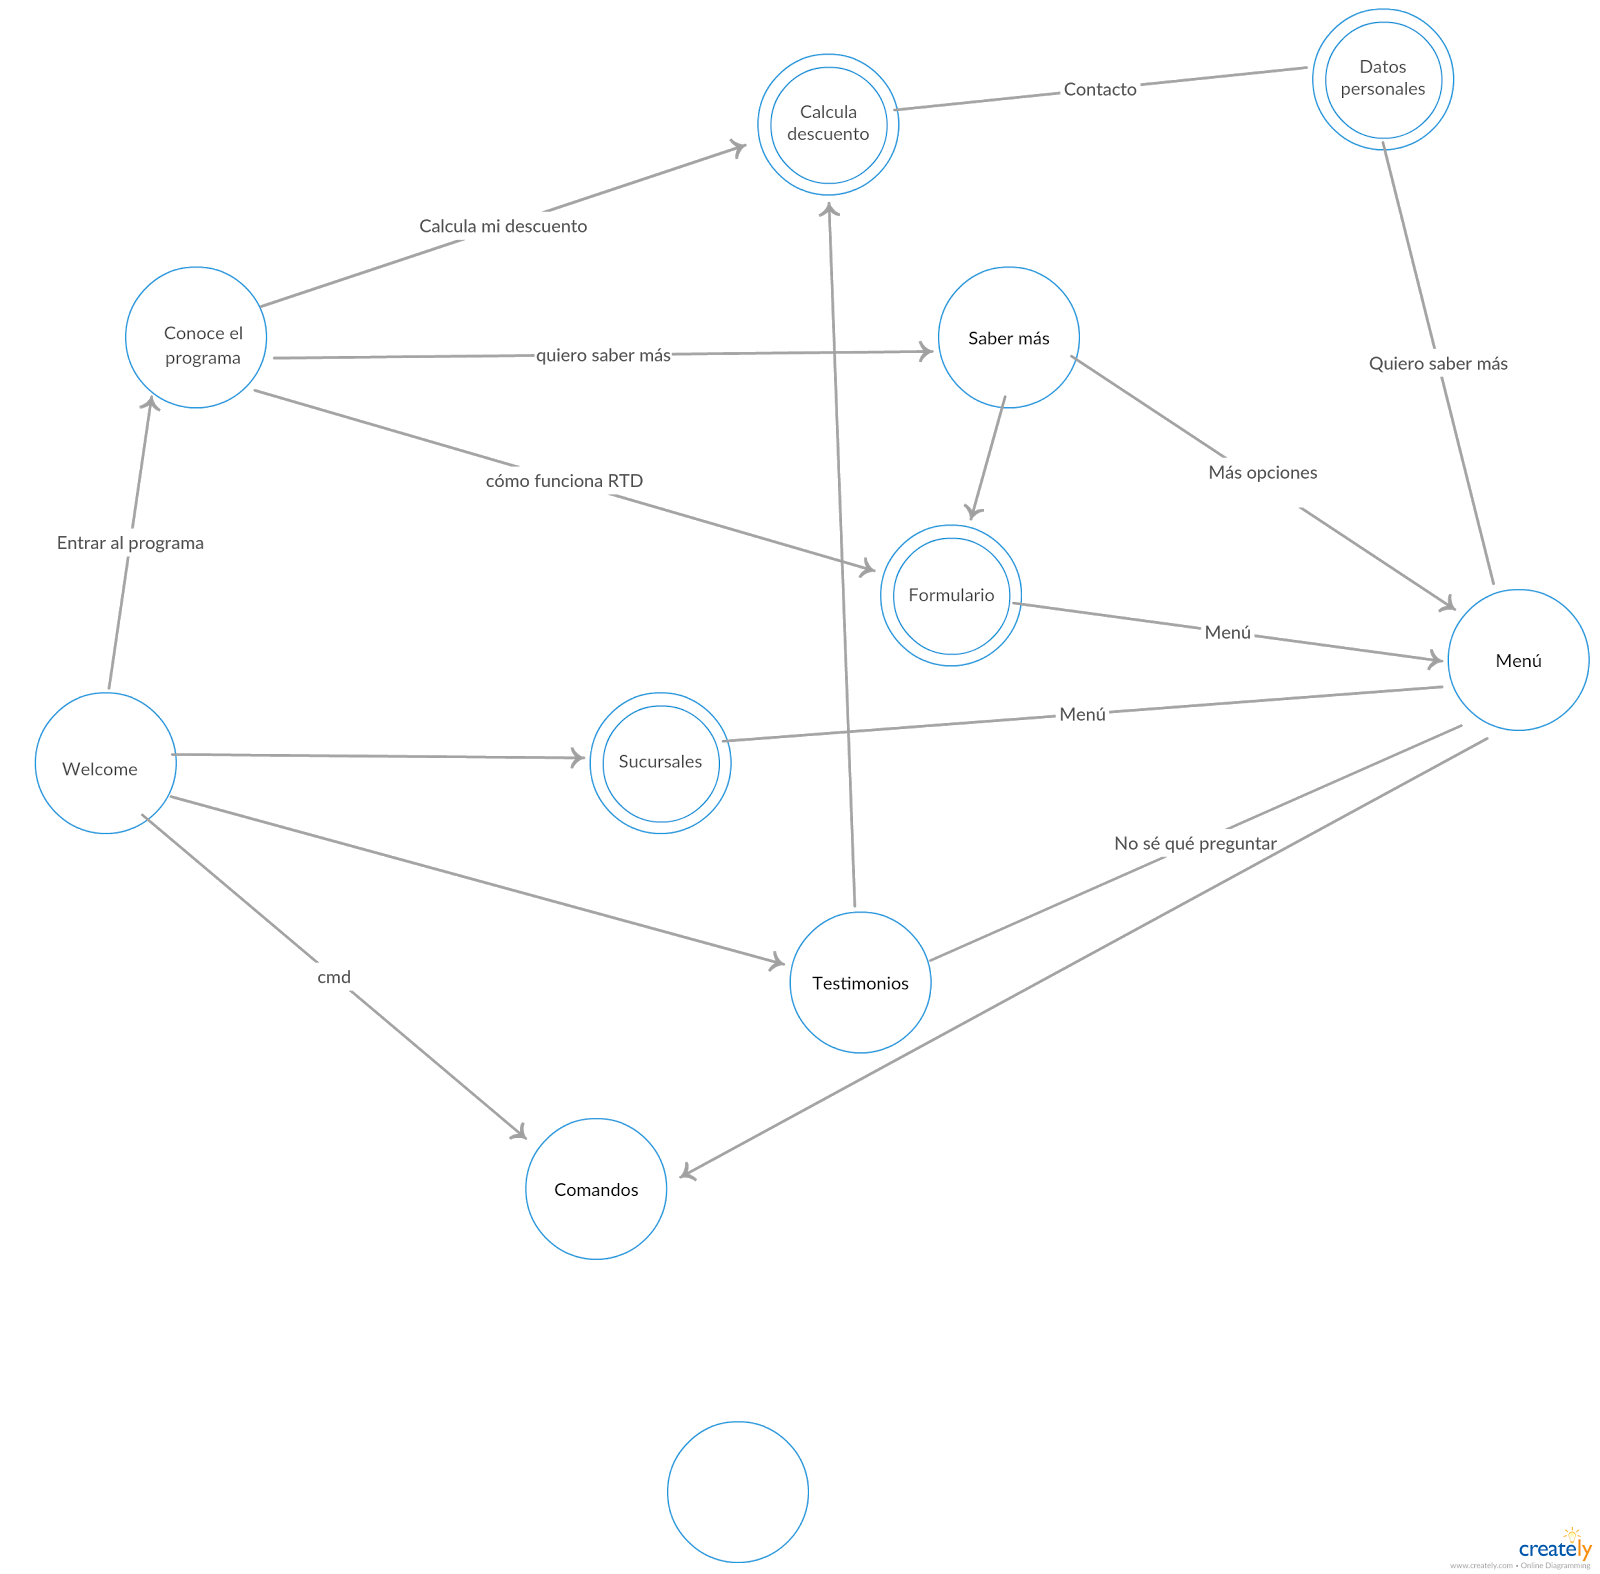 Datos
personales
Contacto
Calcula
descuento
Calcula mi descuento
Conoce el
programa
quiero saber más
Saber más
Quiero saber más
Más opciones
cómo funciona RTD
Entrar al programa
Formulario
Menú
Menú
Menú
Sucursales
Welcome
No sé qué preguntar
cmd
Testimonios
Comandos
creately
www.creately.com • Online Diagramming